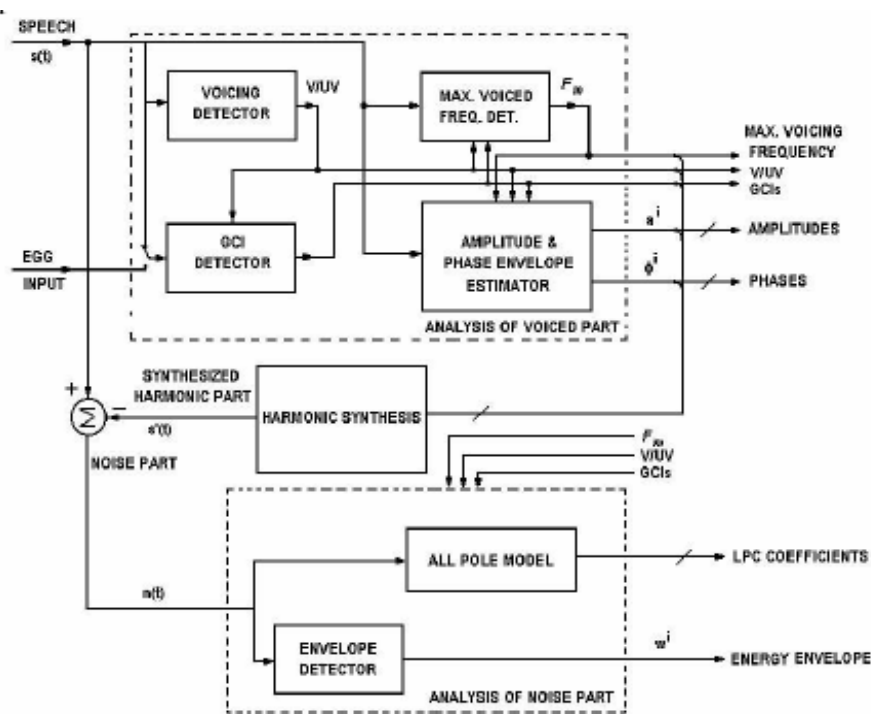 SPEECH
s(t)
VOICING
DETECTOR
V/UV
MAX. VOICED
FREQ. DET.
F_m
MAX. VOICING
FREQUENCY
V/UV
GCIs
GCI
DETECTOR
EGG
INPUT
AMPLITUDE &
PHASE ENVELOPE
ESTIMATOR
a^i
AMPLITUDES
ϕ^i
PHASES
ANALYSIS OF VOICED PART
SYNTHESIZED
HARMONIC PART
+
Σ
−
s'(t)
HARMONIC SYNTHESIS
NOISE PART
F_m
V/UV
GCIs
ALL POLE MODEL
LPC COEFFICIENTS
n(t)
ENVELOPE
DETECTOR
w^i
ENERGY ENVELOPE
ANALYSIS OF NOISE PART